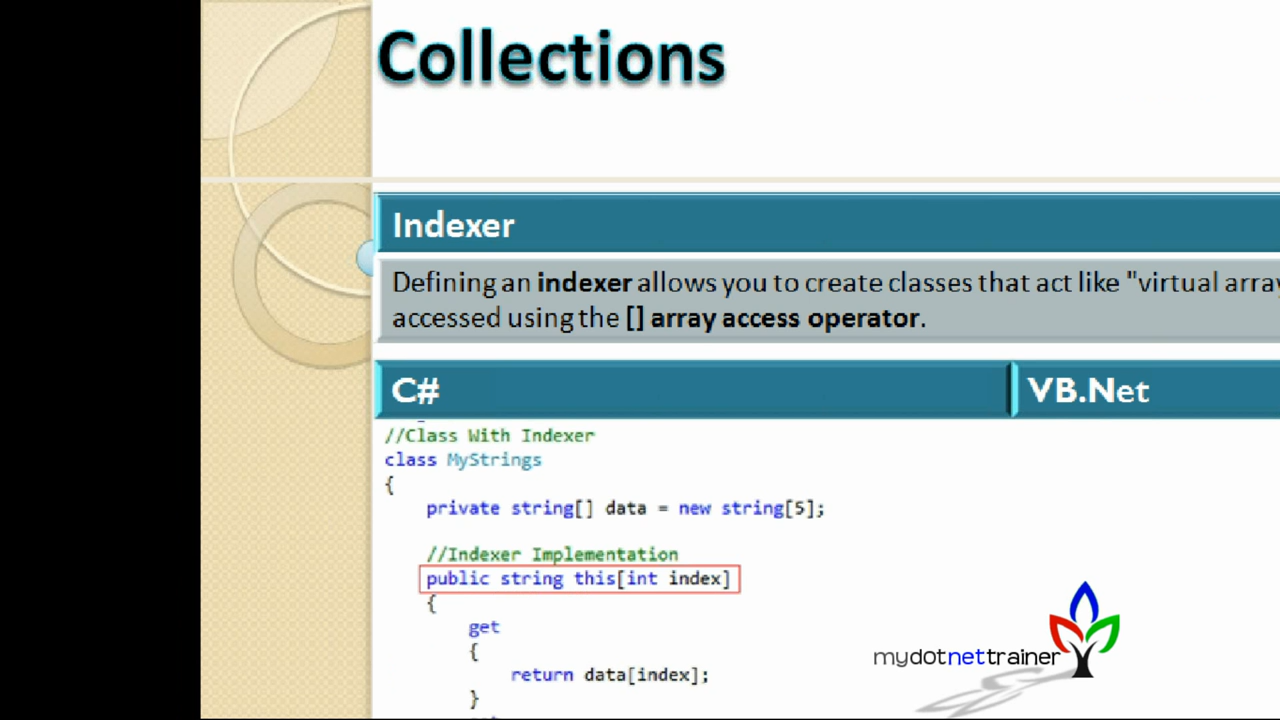 Collections
Indexer
Defining an indexer allows you to create classes that act like "virtual array
accessed using the [] array access operator.
C#
VB.Net
//Class With Indexer
class MyStrings
{
private string[] data = new string[5];
//Indexer Implementation
public string this[int index]
{
get
{
return data[index];
}
mydotnettrainer